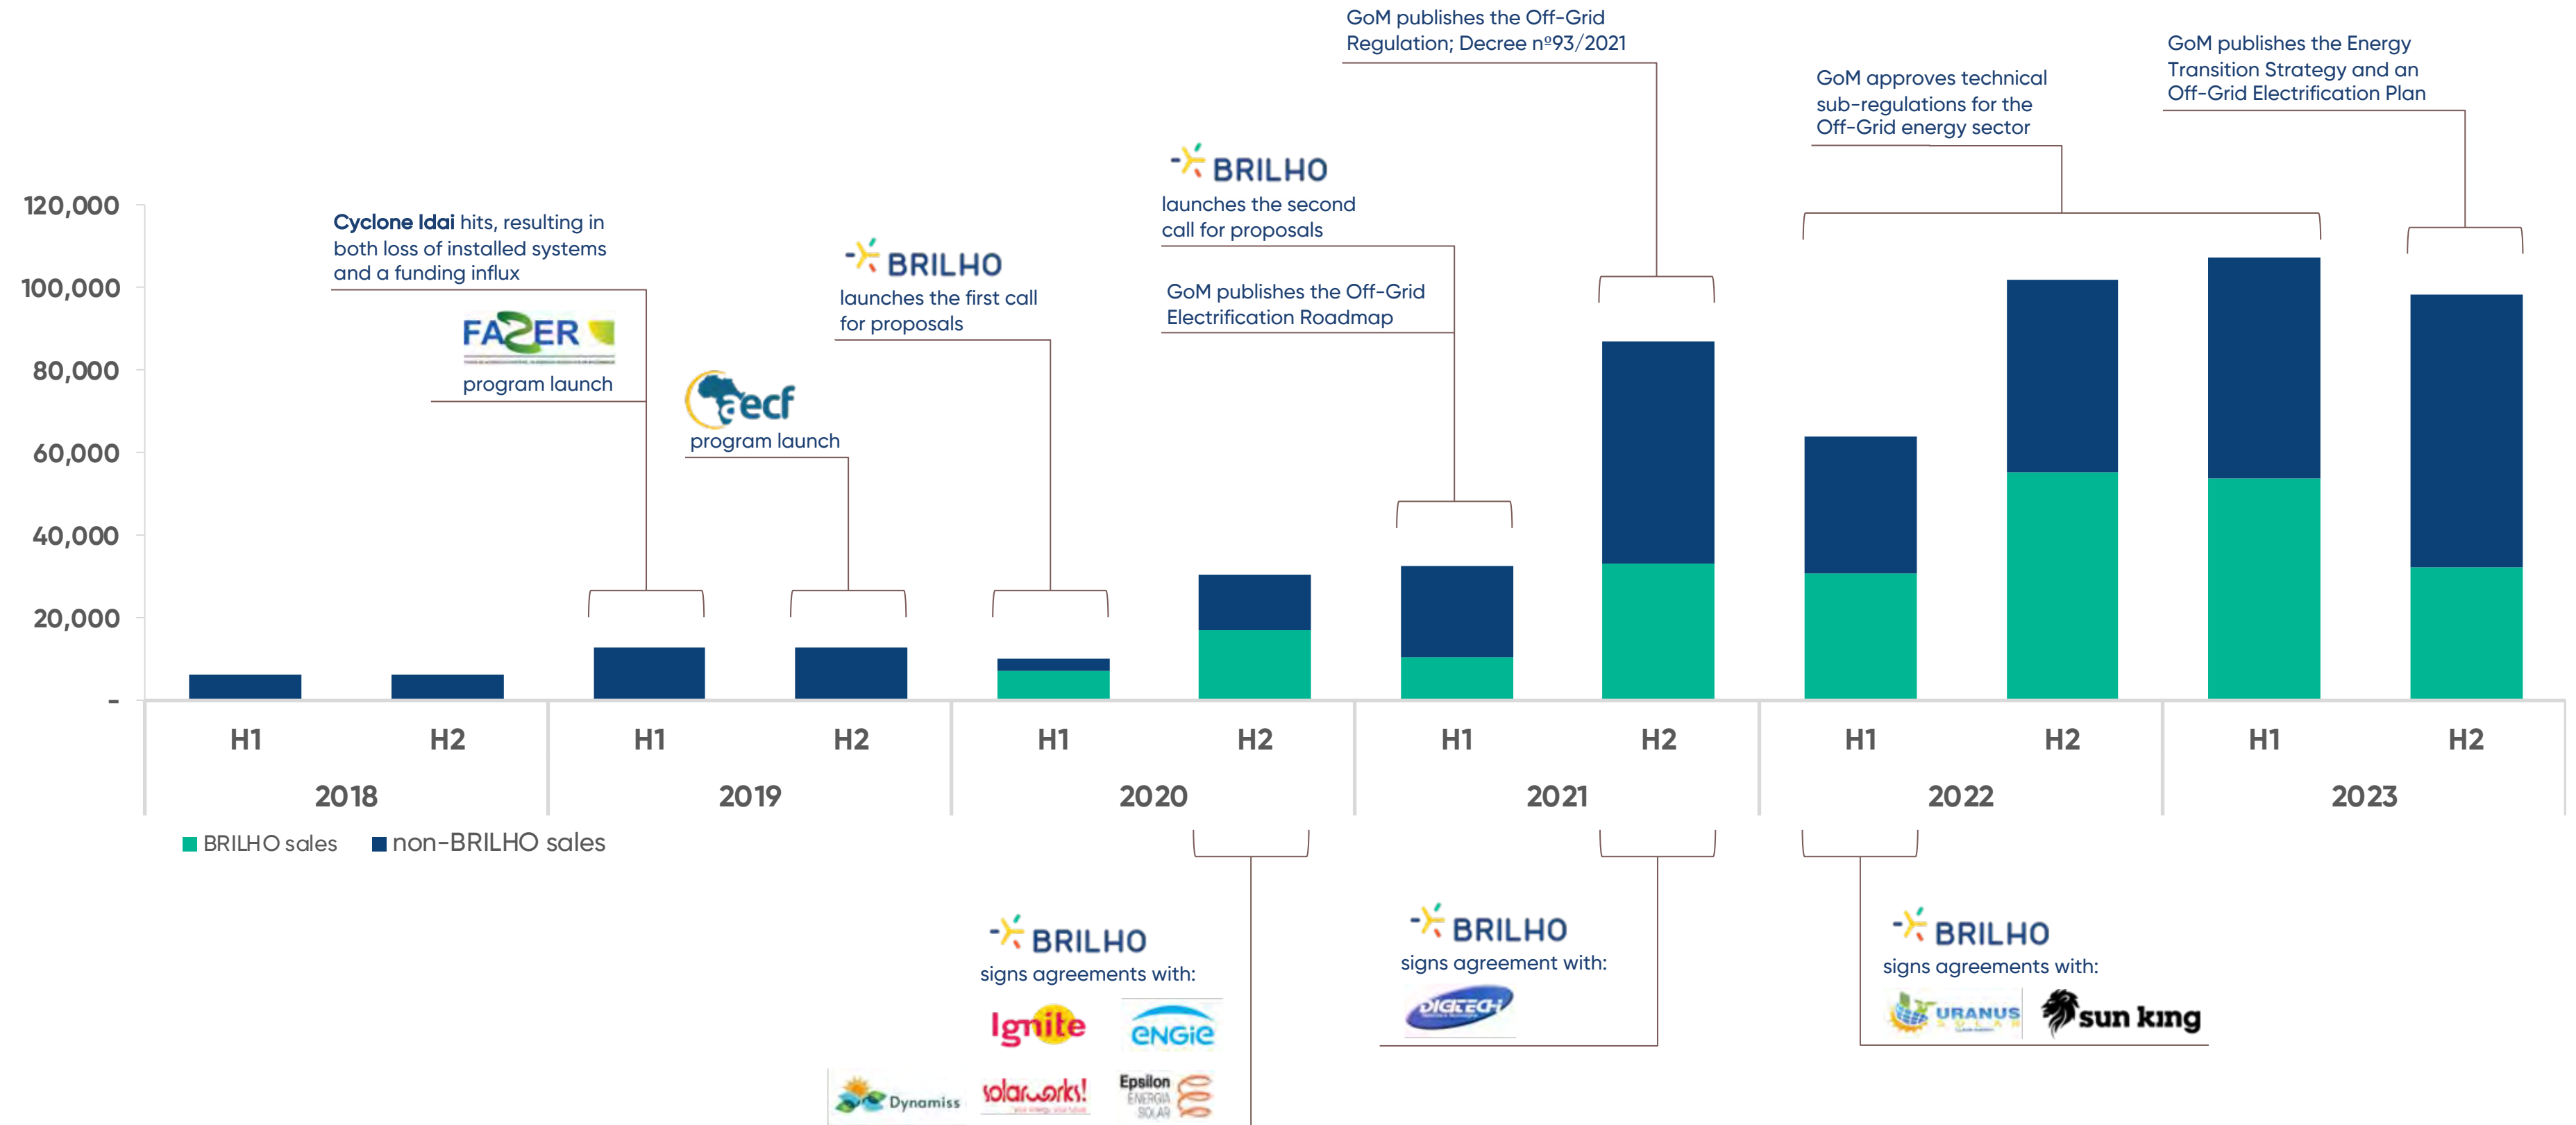 GoM publishes the Off-Grid
Regulation; Decree nº93/2021
GoM publishes the Energy
Transition Strategy and an
Off-Grid Electrification Plan
GoM approves technical
sub-regulations for the
Off-Grid energy sector
BRILHO
launches the second
call for proposals
GoM publishes the Off-Grid
Electrification Roadmap
Cyclone Idai hits, resulting in
both loss of installed systems
and a funding influx
FAZER
program launch
BRILHO
launches the first call
for proposals
aecf
program launch
120,000
100,000
80,000
60,000
40,000
20,000
-
H1 H2 H1 H2 H1 H2 H1 H2 H1 H2 H1 H2
2018 2019 2020 2021 2022 2023
BRILHO sales non-BRILHO sales
BRILHO
signs agreements with:
Ignite ENGIE
Dynamiss solarworks! Epsilon
ENERGIA
SOLAR
BRILHO
signs agreement with:
DIGITECH
BRILHO
signs agreements with:
URANUS
SOLAR
sun king